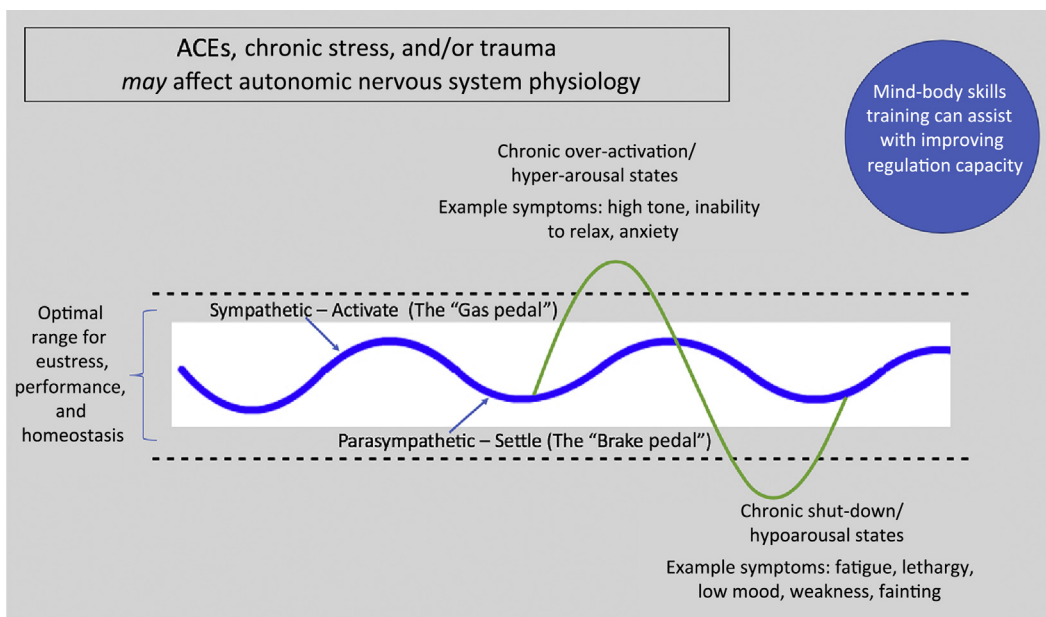 ACEs, chronic stress, and/or trauma
may affect autonomic nervous system physiology
Mind-body skills
training can assist
with improving
regulation capacity
Chronic over-activation/
hyper-arousal states
Example symptoms: high tone, inability
to relax, anxiety
Optimal
range for
eustress,
performance,
and
homeostasis
Sympathetic – Activate (The “Gas pedal”)
Parasympathetic – Settle (The “Brake pedal”)
Chronic shut-down/
hypoarousal states
Example symptoms: fatigue, lethargy,
low mood, weakness, fainting